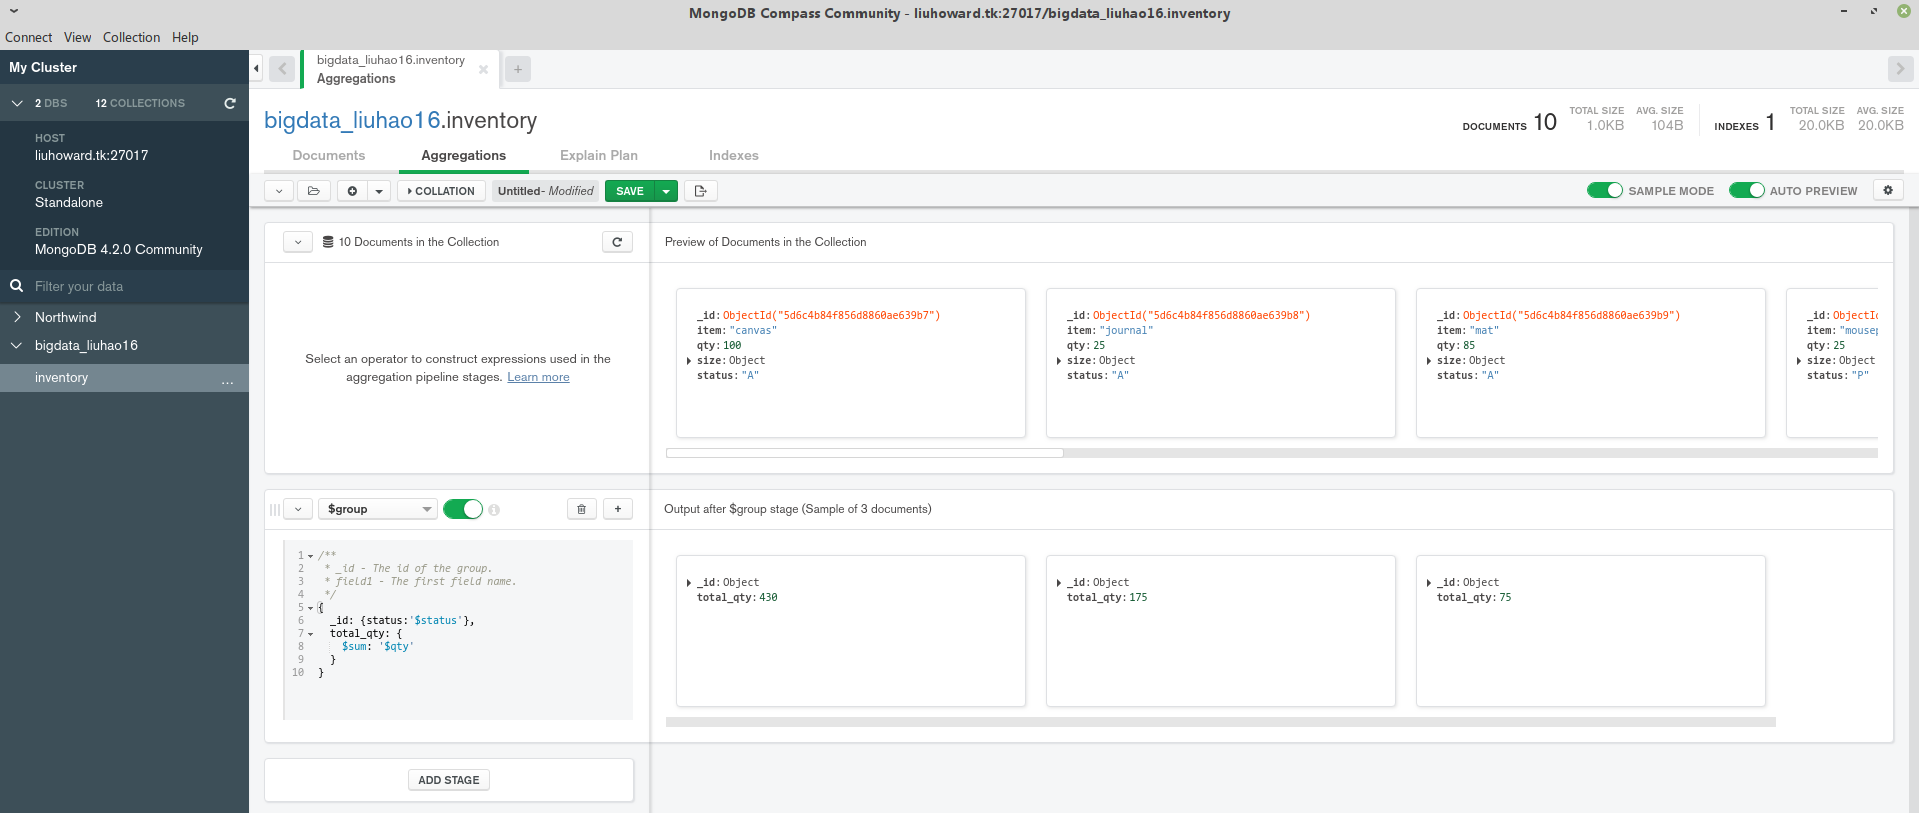 MongoDB Compass Community - liuhoward.tk:27017/bigdata_liuhao16.inventory
Connect View Collection Help
My Cluster
2 DBS 12 COLLECTIONS
HOST
liuhoward.tk:27017
CLUSTER
Standalone
EDITION
MongoDB 4.2.0 Community
Filter your data
Northwind
bigdata_liuhao16
inventory ...
bigdata_liuhao16.inventory
Aggregations
bigdata_liuhao16.inventory
DOCUMENTS 10 TOTAL SIZE 1.0KB AVG. SIZE 104B INDEXES 1 TOTAL SIZE 20.0KB AVG. SIZE 20.0KB
Documents Aggregations Explain Plan Indexes
COLLATION Untitled- Modified SAVE SAMPLE MODE AUTO PREVIEW
10 Documents in the Collection
Select an operator to construct expressions used in the
aggregation pipeline stages. Learn more
Preview of Documents in the Collection
_id:ObjectId("5d6c4b84f856d8860ae639b7")
item:"canvas"
qty:100
size:Object
status:"A"
_id:ObjectId("5d6c4b84f856d8860ae639b8")
item:"journal"
qty:25
size:Object
status:"A"
_id:ObjectId("5d6c4b84f856d8860ae639b9")
item:"mat"
qty:85
size:Object
status:"A"
_id:ObjectId
item:"mousep
qty:25
size:Object
status:"P"
$group
1 /**
2 * _id - The id of the group.
3 * field1 - The first field name.
4 */
5 {
6 _id: {status:'$status'},
7 total_qty: {
8 $sum: '$qty'
9 }
10 }
Output after $group stage (Sample of 3 documents)
_id:Object
total_qty:430
_id:Object
total_qty:175
_id:Object
total_qty:75
ADD STAGE